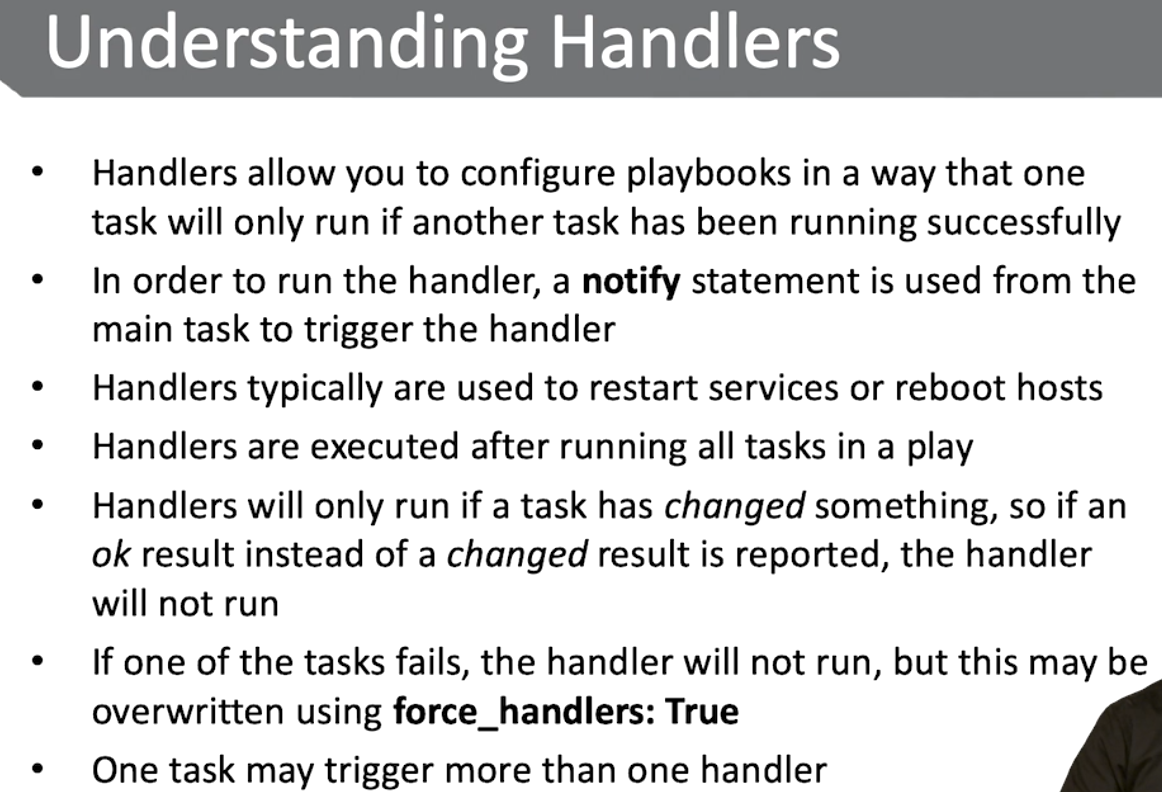 Understanding Handlers
• Handlers allow you to configure playbooks in a way that one
task will only run if another task has been running successfully
• In order to run the handler, a notify statement is used from the
main task to trigger the handler
• Handlers typically are used to restart services or reboot hosts
• Handlers are executed after running all tasks in a play
• Handlers will only run if a task has changed something, so if an
ok result instead of a changed result is reported, the handler
will not run
• If one of the tasks fails, the handler will not run, but this may be
overwritten using force_handlers: True
• One task may trigger more than one handler